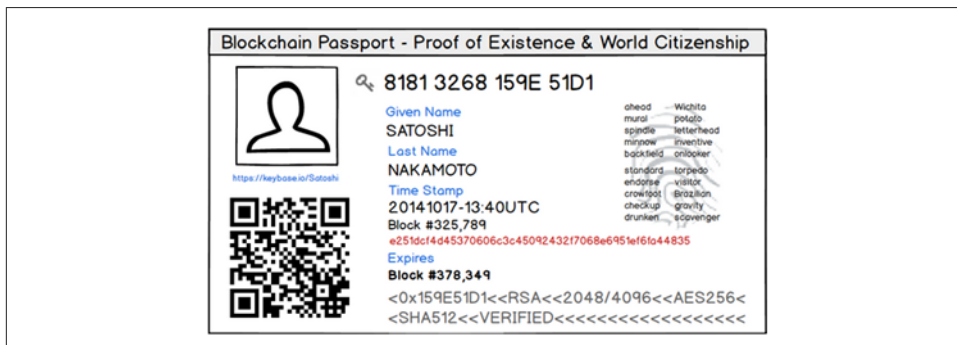 Blockchain Passport - Proof of Existence & World Citizenship
8181 3268 159E 51D1
https://keybase.io/Satoshi
Given Name
SATOSHI
Last Name
NAKAMOTO
Time Stamp
20141017-13:40UTC
Block #325,789
e251dcf4d45370606c3c45092432f7068e6951ef6fa44835
Expires
Block #378,349
<0x159E51D1<<RSA<<2048/4096<<AES256<
<SHA512<<VERIFIED<<<<<<<<<<<<<<<<<<
ahead Wichita
mural potato
spindle letterhead
minnow inventive
backfield onlooker
standard torpedo
endorse visitor
crowfoot Brazilian
checkup gravity
drunken scavenger